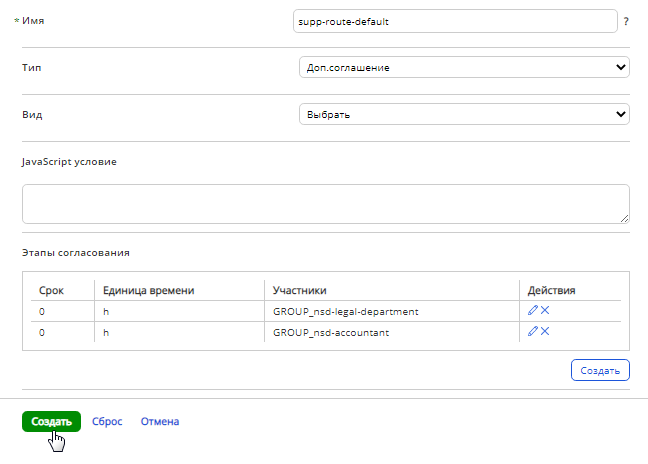 * Имя supp-route-default ?
Тип Доп.соглашение
Вид Выбрать
JavaScript условие
Этапы согласования
Срок Единица времени Участники Действия
0 h GROUP_nsd-legal-department
0 h GROUP_nsd-accountant
Создать
Создать Сброс Отмена